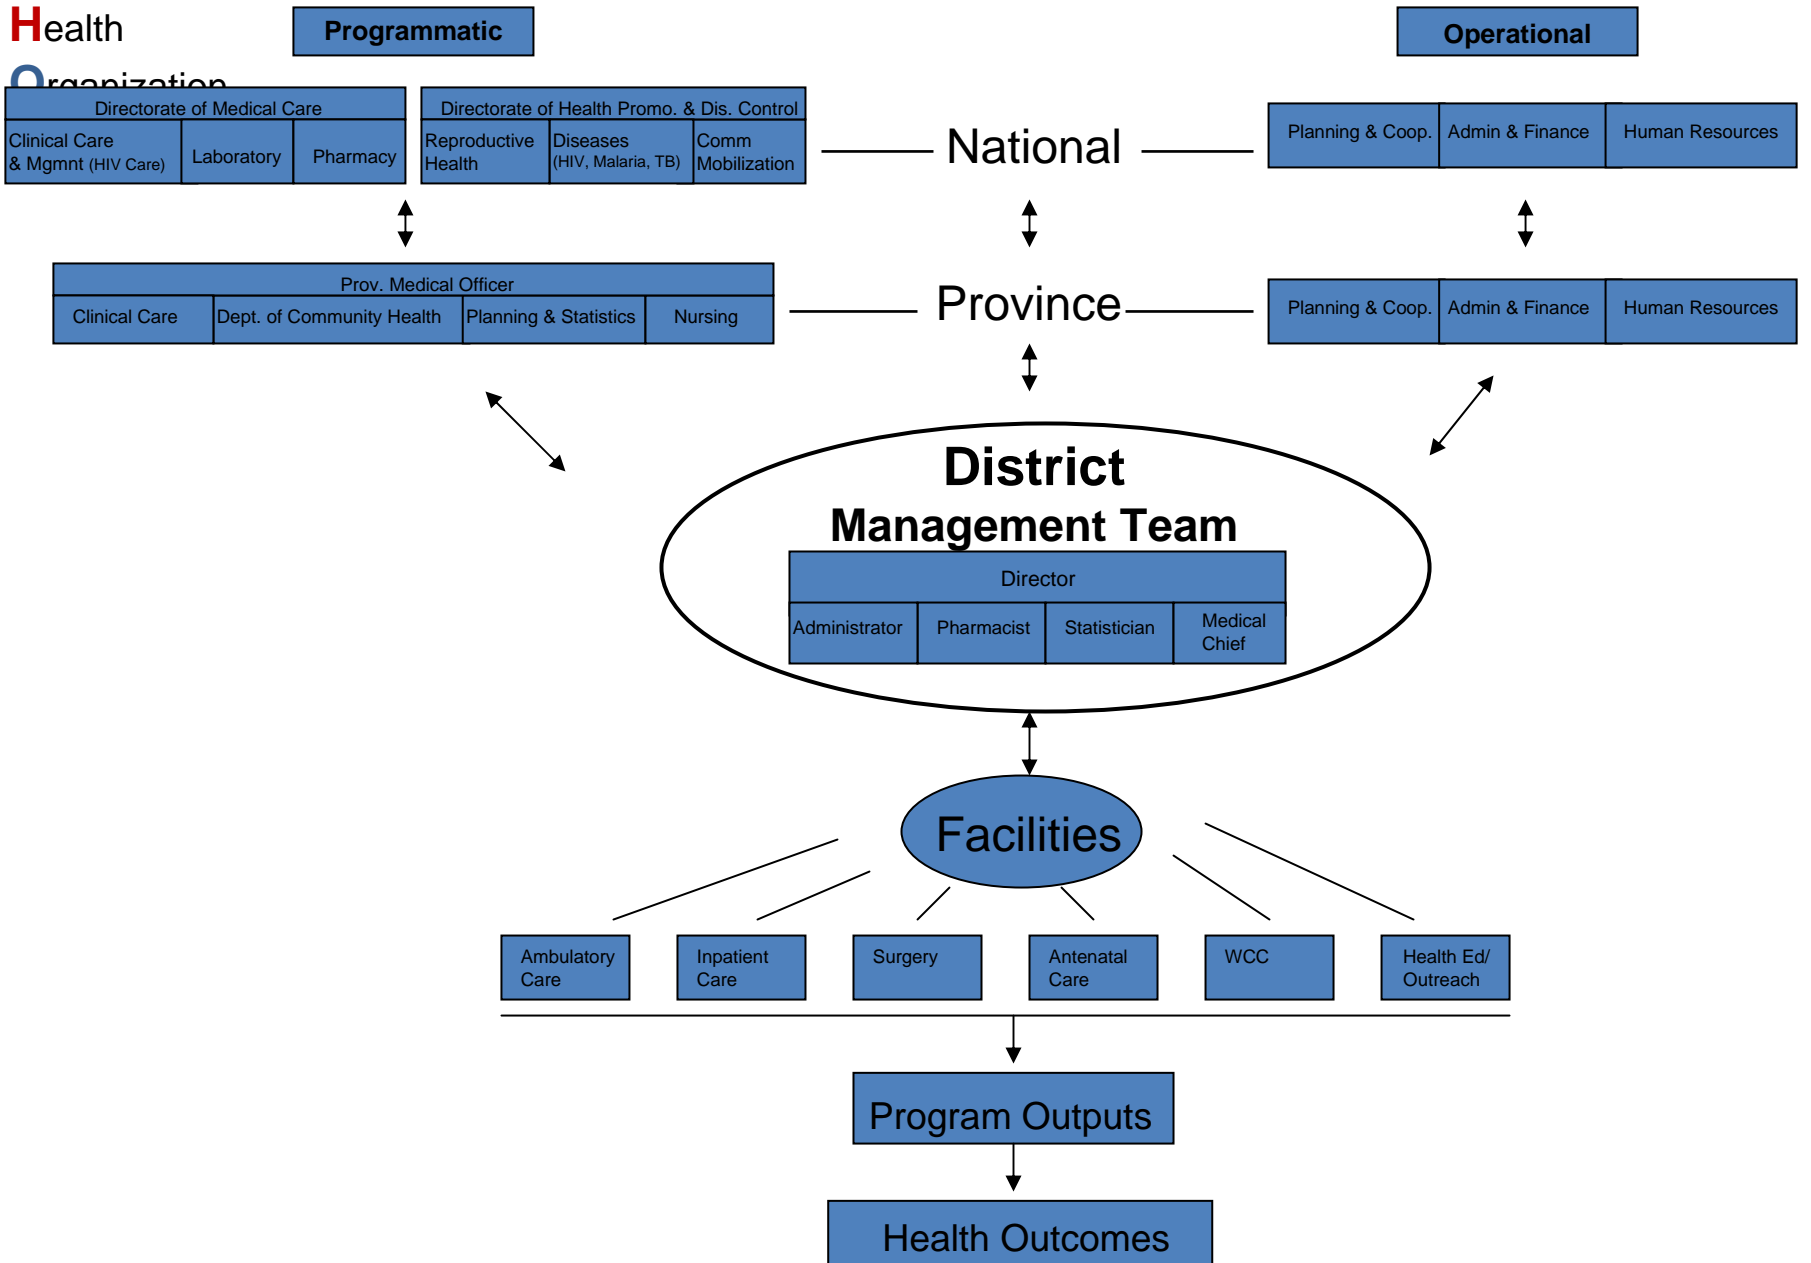 Health
Organization
Programmatic
Operational
Directorate of Medical Care
Clinical Care
& Mgmnt (HIV Care)
Laboratory
Pharmacy
Directorate of Health Promo. & Dis. Control
Reproductive
Health
Diseases
(HIV, Malaria, TB)
Comm
Mobilization
National
Planning & Coop.
Admin & Finance
Human Resources
Prov. Medical Officer
Clinical Care
Dept. of Community Health
Planning & Statistics
Nursing
Province
Planning & Coop.
Admin & Finance
Human Resources
District
Management Team
Director
Administrator
Pharmacist
Statistician
Medical
Chief
Facilities
Ambulatory
Care
Inpatient
Care
Surgery
Antenatal
Care
WCC
Health Ed/
Outreach
Program Outputs
Health Outcomes